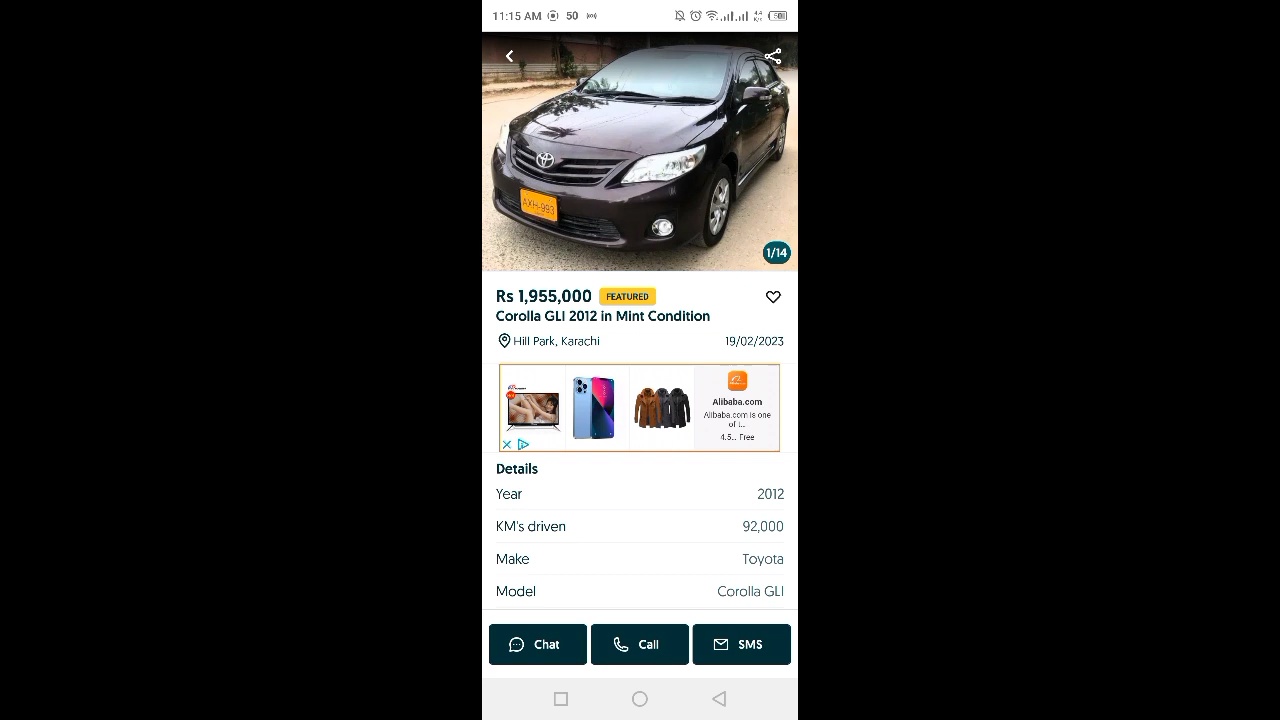 11:15 AM 50
AXH-993
1/14
Rs 1,955,000 FEATURED
Corolla GLI 2012 in Mint Condition
Hill Park, Karachi 19/02/2023
Alibaba.com
Alibaba.com is one
of t...
4.5... Free
Details
Year 2012
KM's driven 92,000
Make Toyota
Model Corolla GLI
Chat Call SMS